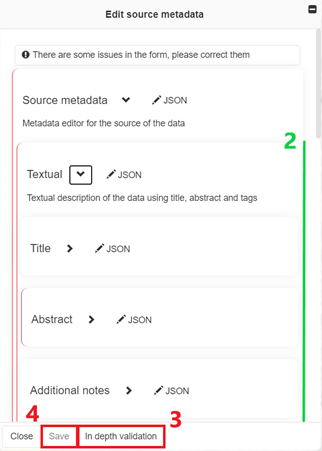 Edit source metadata
There are some issues in the form, please correct them
Source metadata JSON
Metadata editor for the source of the data
2
Textual JSON
Textual description of the data using title, abstract and tags
Title JSON
Abstract JSON
Additional notes JSON
4 3
Close Save In depth validation